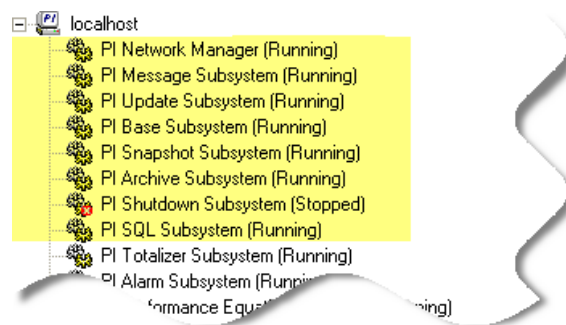 PI
localhost
PI Network Manager (Running)
PI Message Subsystem (Running)
PI Update Subsystem (Running)
PI Base Subsystem (Running)
PI Snapshot Subsystem (Running)
PI Archive Subsystem (Running)
PI Shutdown Subsystem (Stopped)
PI SQL Subsystem (Running)
PI Totalizer Subsystem (Running)
PI Alarm Subsystem